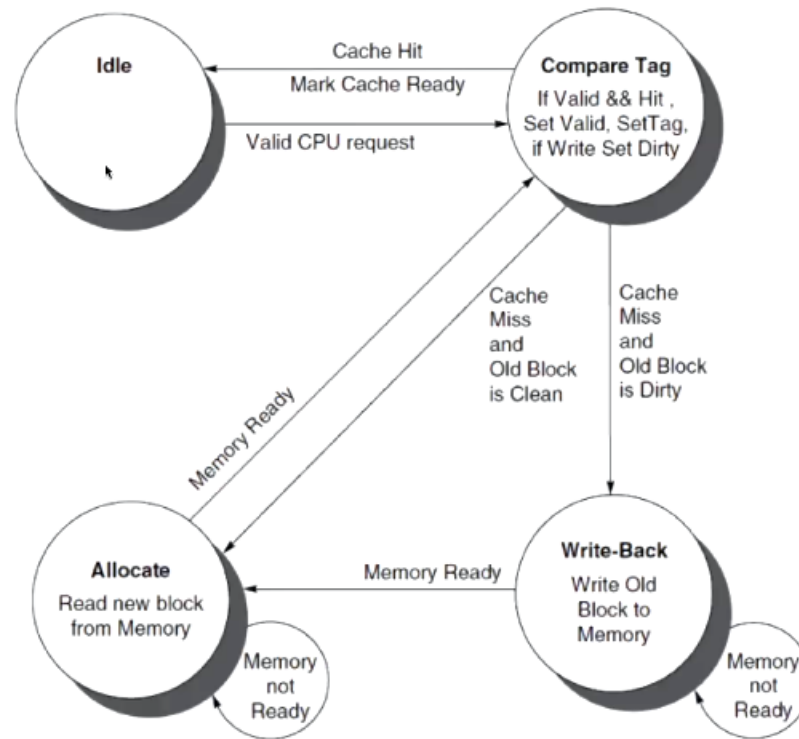 Idle
Cache Hit
Mark Cache Ready
Valid CPU request
Compare Tag
If Valid && Hit ,
Set Valid, SetTag,
if Write Set Dirty
Cache
Miss
and
Old Block
is Clean
Cache
Miss
and
Old Block
is Dirty
Memory Ready
Allocate
Read new block
from Memory
Memory
not
Ready
Memory Ready
Write-Back
Write Old
Block to
Memory
Memory
not
Ready